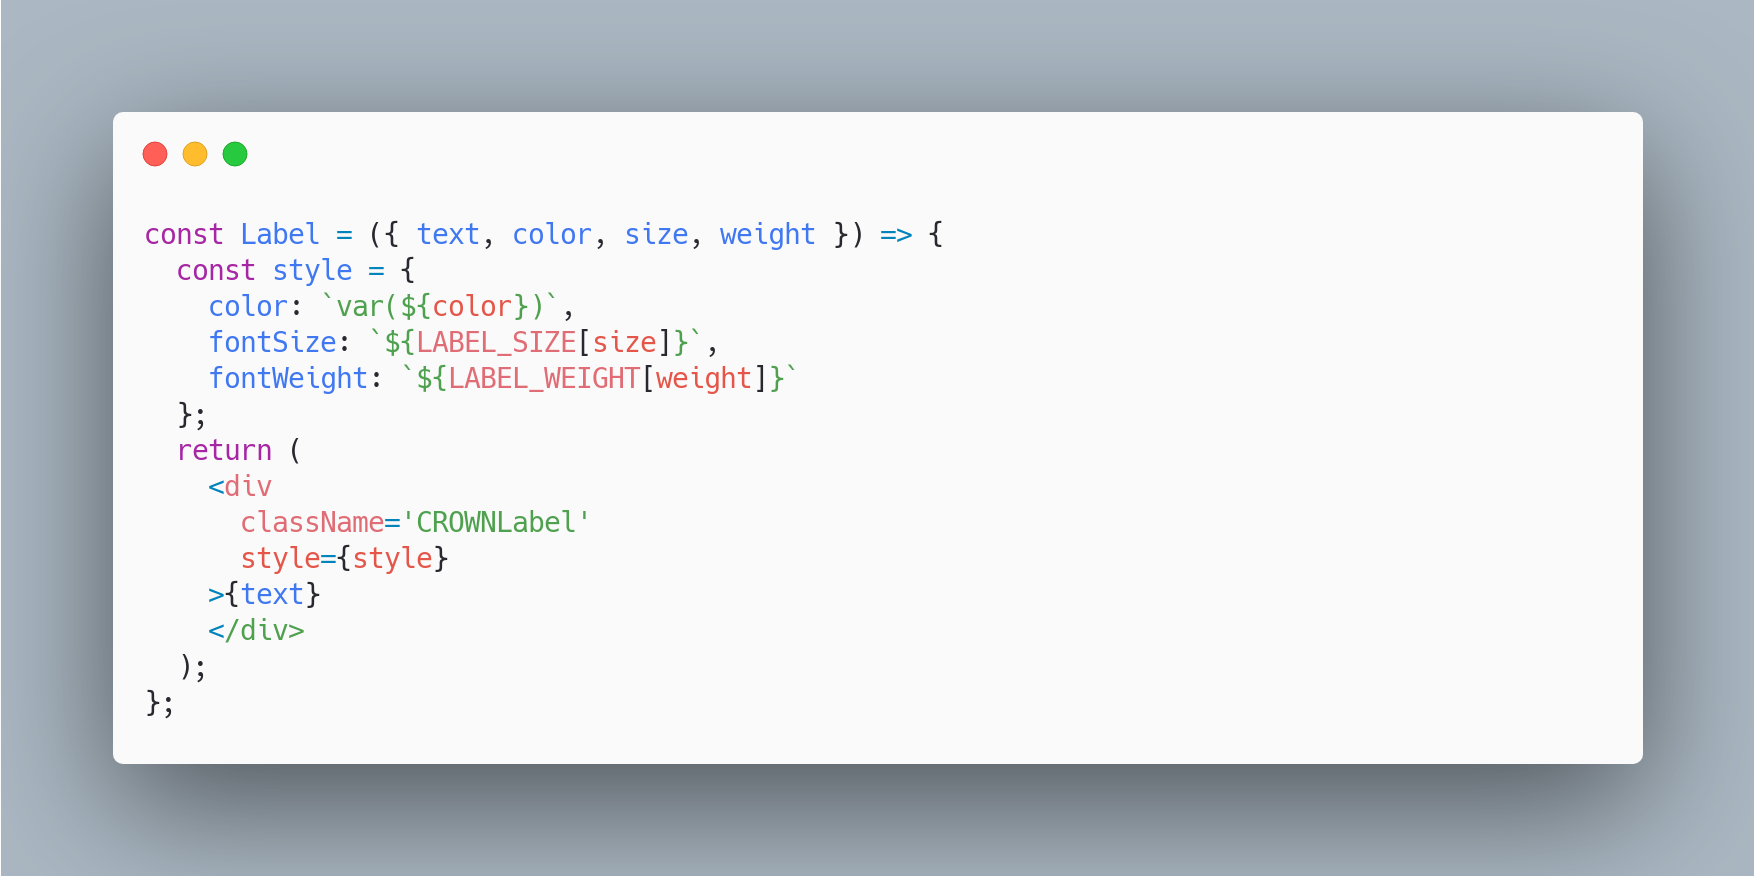 const Label = ({ text, color, size, weight }) => {
  const style = {
    color: `var(${color})`,
    fontSize: `${LABEL_SIZE[size]}`,
    fontWeight: `${LABEL_WEIGHT[weight]}`
  };
  return (
    <div
      className='CROWNLabel'
      style={style}
    >{text}
    </div>
  );
};